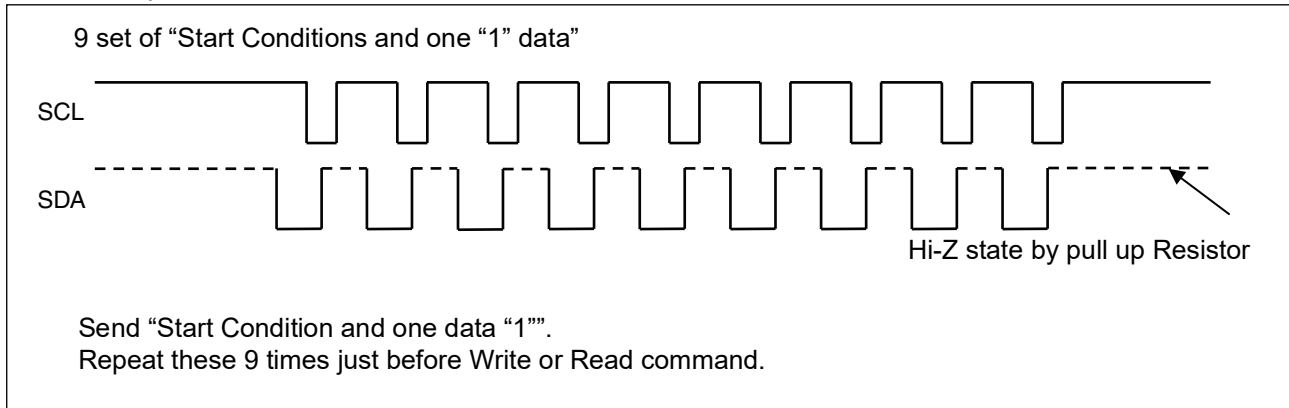 9 set of “Start Conditions and one “1” data”
SCL
SDA
Hi-Z state by pull up Resistor
Send “Start Condition and one data “1””.
Repeat these 9 times just before Write or Read command.